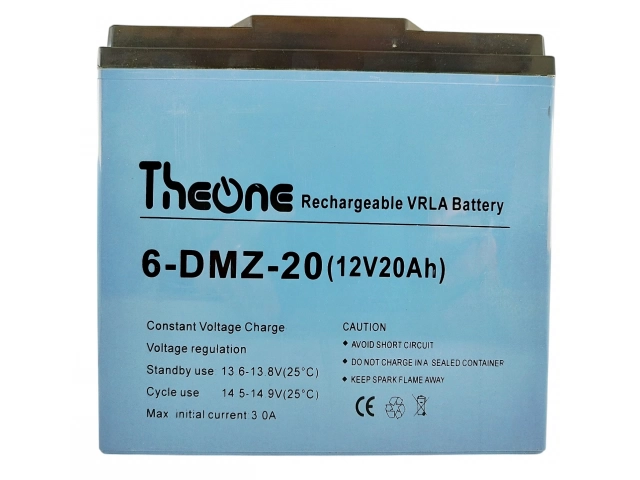 TheOne Rechargeable VRLA Battery
6-DMZ-20(12V20Ah)
Constant Voltage Charge
Voltage regulation
Standby use 13 6-13 8V(25°C)
Cycle use 14 5-14 9V(25°C)
Max initial current 3 0A
CAUTION
◆ AVOID SHORT CIRCUIT
◆ DO NOT CHARGE IN A SEALED CONTAINER
◆ KEEP SPARK FLAME AWAY
CE